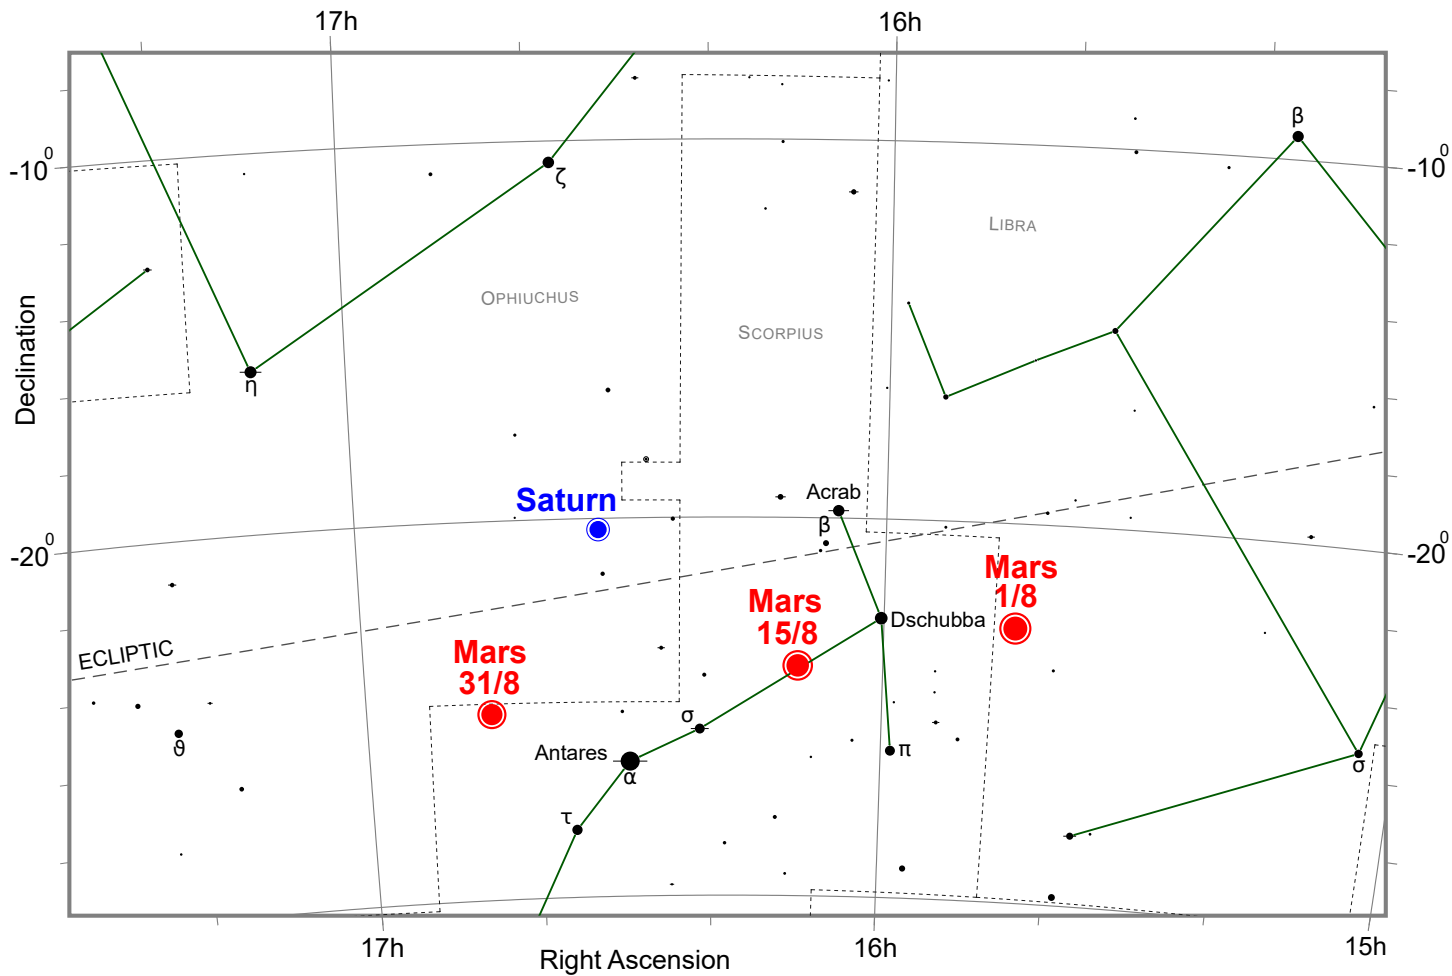 17h
16h
-10⁰
-10⁰
β
ζ
LIBRA
OPHIUCHUS
SCORPIUS
η
Declination
Acrab
β
Saturn
-20⁰
-20⁰
Mars
1/8
Mars
15/8
Dschubba
ECLIPTIC
Mars
31/8
σ
π
ϑ
Antares
α
σ
τ
17h
16h
15h
Right Ascension